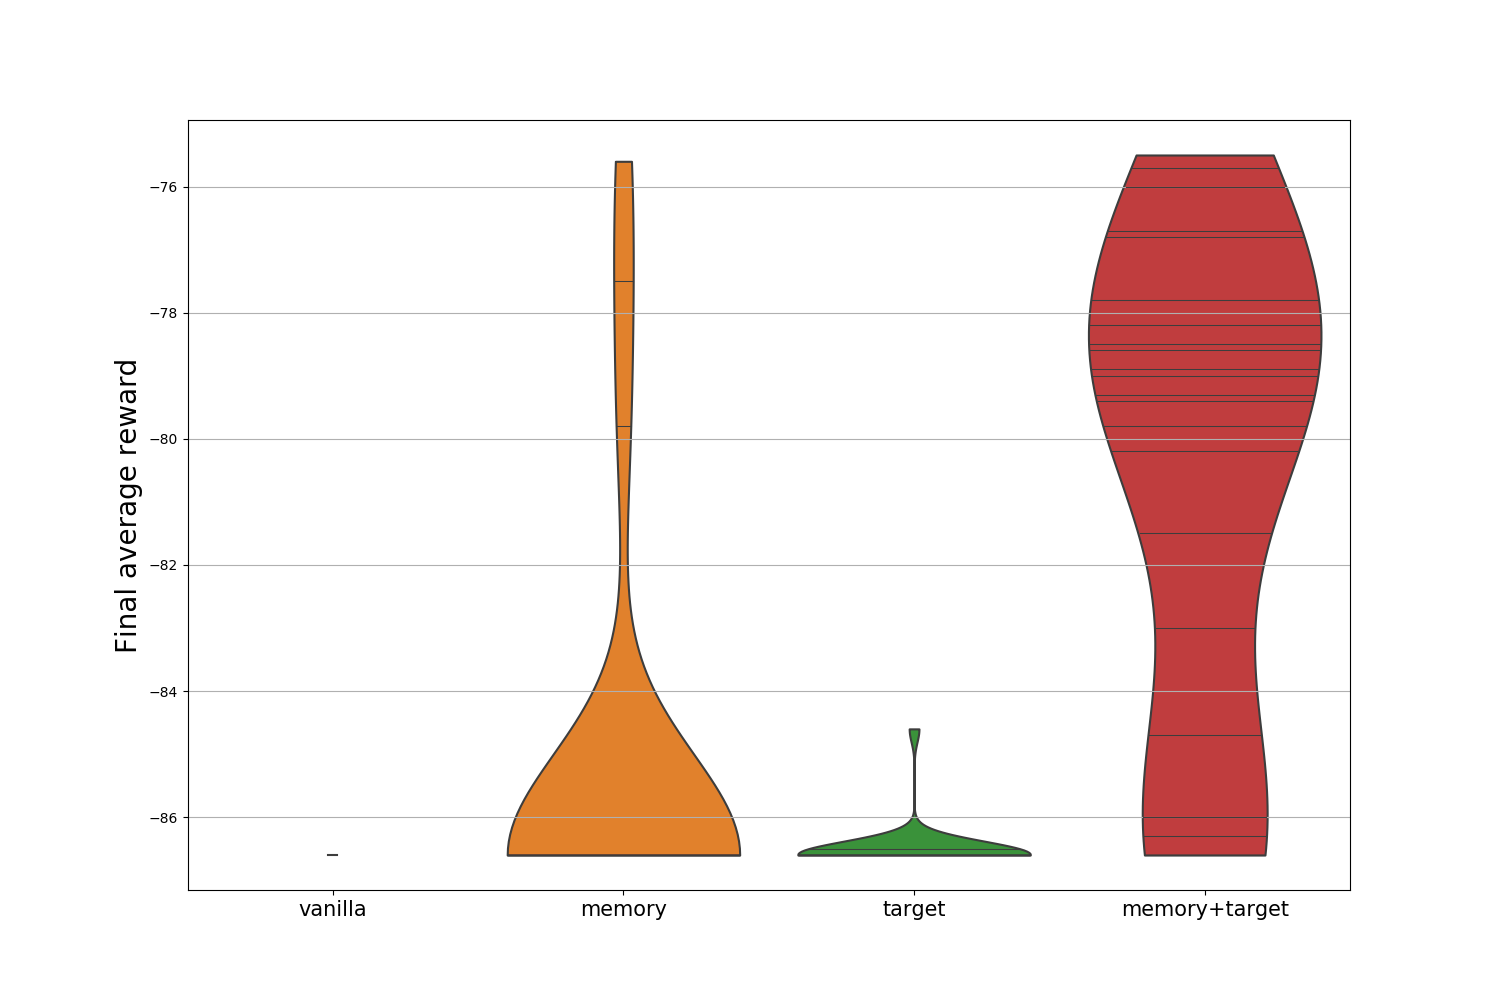 −76
−78
−80
−82
−84
−86
Final average reward
vanilla
memory
target
memory+target